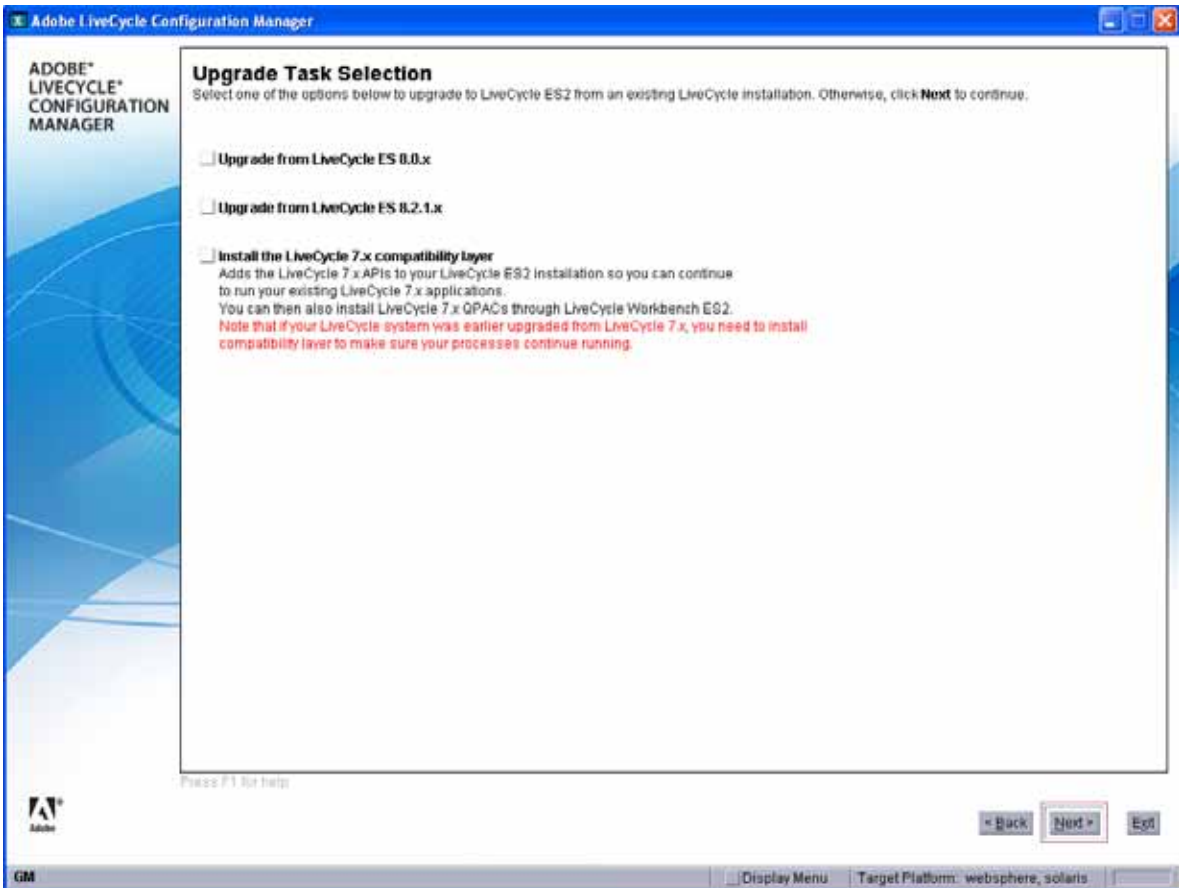 Adobe LiveCycle Configuration Manager
ADOBE®
LIVECYCLE®
CONFIGURATION
MANAGER
Upgrade Task Selection
Select one of the options below to upgrade to LiveCycle ES2 from an existing LiveCycle installation. Otherwise, click Next to continue.
Upgrade from LiveCycle ES 8.0.x
Upgrade from LiveCycle ES 8.2.1.x
Install the LiveCycle 7.x compatibility layer
Adds the LiveCycle 7.x APIs to your LiveCycle ES2 installation so you can continue
to run your existing LiveCycle 7.x applications.
You can then also install LiveCycle 7.x QPACs through LiveCycle Workbench ES2.
Note that if your LiveCycle system was earlier upgraded from LiveCycle 7.x, you need to install
compatibility layer to make sure your processes continue running.
Press F1 for help
Adobe
< Back Next > Exit
GM Display Menu Target Platform: websphere, solaris